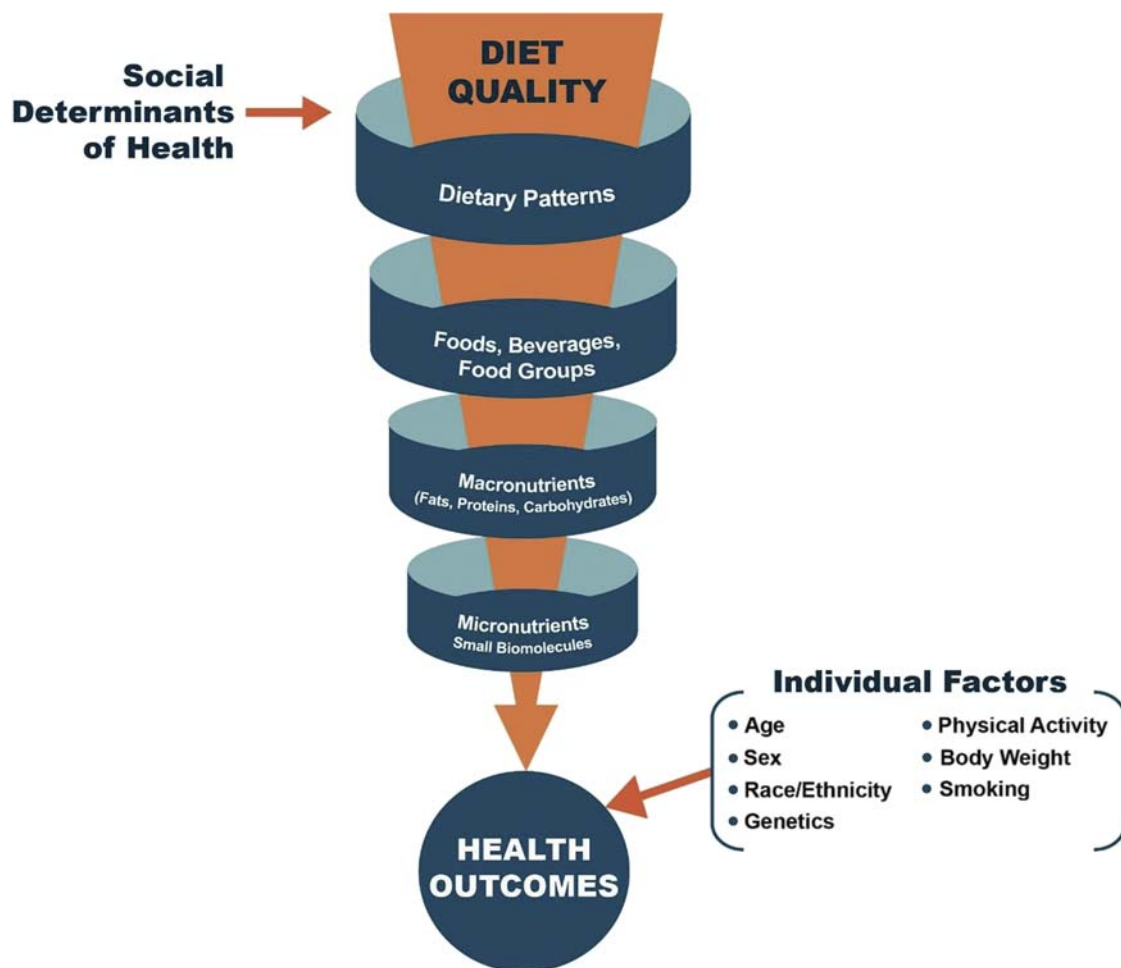 DIET
QUALITY
Social
Determinants
of Health
Dietary Patterns
Foods, Beverages,
Food Groups
Macronutrients
(Fats, Proteins, Carbohydrates)
Micronutrients
Small Biomolecules
Individual Factors
• Age
• Sex
• Race/Ethnicity
• Genetics
• Physical Activity
• Body Weight
• Smoking
HEALTH
OUTCOMES